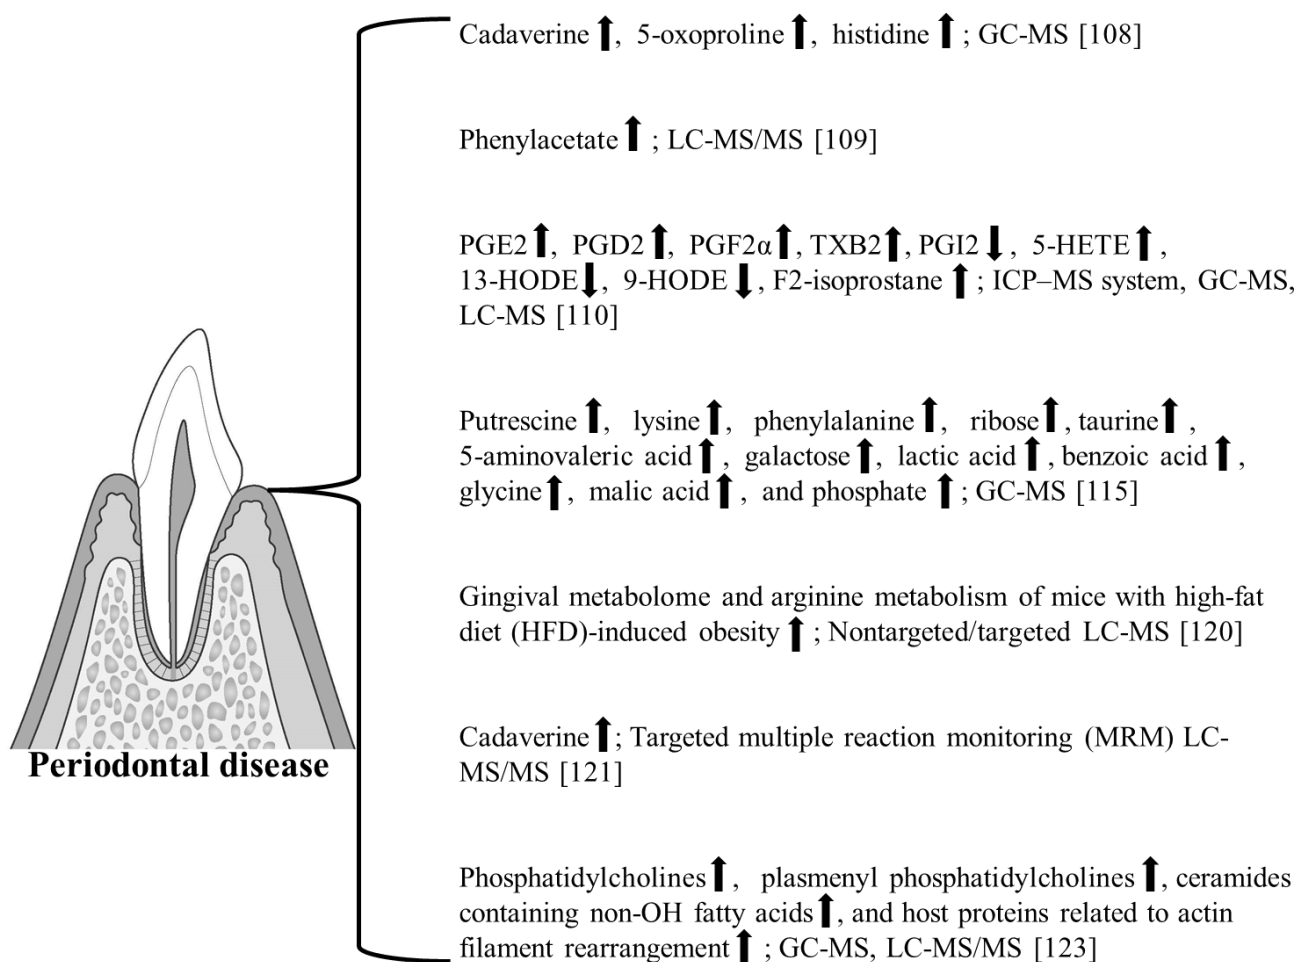 Cadaverine ⬆, 5-oxoproline ⬆, histidine ⬆; GC-MS [108]
Phenylacetate ⬆; LC-MS/MS [109]
PGE2 ⬆, PGD2 ⬆, PGF2α ⬆, TXB2 ⬆, PGI2 ⬇, 5-HETE ⬆,
13-HODE ⬇, 9-HODE ⬇, F2-isoprostane ⬆; ICP–MS system, GC-MS,
LC-MS [110]
Putrescine ⬆, lysine ⬆, phenylalanine ⬆, ribose ⬆, taurine ⬆,
5-aminovaleric acid ⬆, galactose ⬆, lactic acid ⬆, benzoic acid ⬆,
glycine ⬆, malic acid ⬆, and phosphate ⬆; GC-MS [115]
Gingival metabolome and arginine metabolism of mice with high-fat
diet (HFD)-induced obesity ⬆; Nontargeted/targeted LC-MS [120]
Cadaverine ⬆; Targeted multiple reaction monitoring (MRM) LC-
MS/MS [121]
Phosphatidylcholines ⬆, plasmenyl phosphatidylcholines ⬆, ceramides
containing non-OH fatty acids ⬆, and host proteins related to actin
filament rearrangement ⬆; GC-MS, LC-MS/MS [123]
Periodontal disease